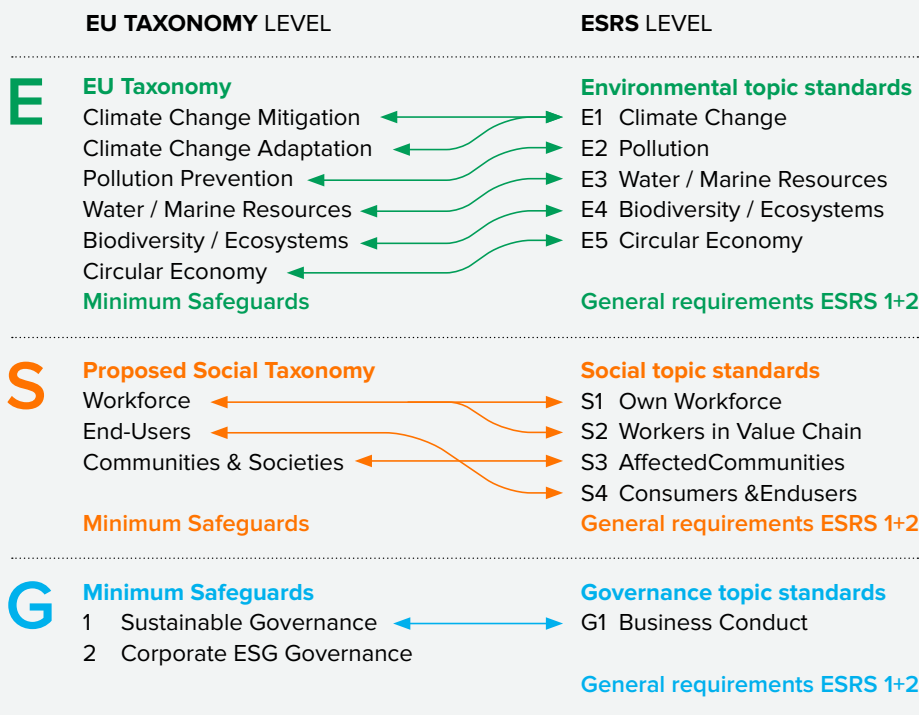 EU TAXONOMY LEVEL
ESRS LEVEL
E
EU Taxonomy
Climate Change Mitigation
Climate Change Adaptation
Pollution Prevention
Water / Marine Resources
Biodiversity / Ecosystems
Circular Economy
Minimum Safeguards
Environmental topic standards
E1 Climate Change
E2 Pollution
E3 Water / Marine Resources
E4 Biodiversity / Ecosystems
E5 Circular Economy
General requirements ESRS 1+2
S
Proposed Social Taxonomy
Workforce
End-Users
Communities & Societies
Minimum Safeguards
Social topic standards
S1 Own Workforce
S2 Workers in Value Chain
S3 AffectedCommunities
S4 Consumers &Endusers
General requirements ESRS 1+2
G
Minimum Safeguards
1 Sustainable Governance
2 Corporate ESG Governance
Governance topic standards
G1 Business Conduct
General requirements ESRS 1+2